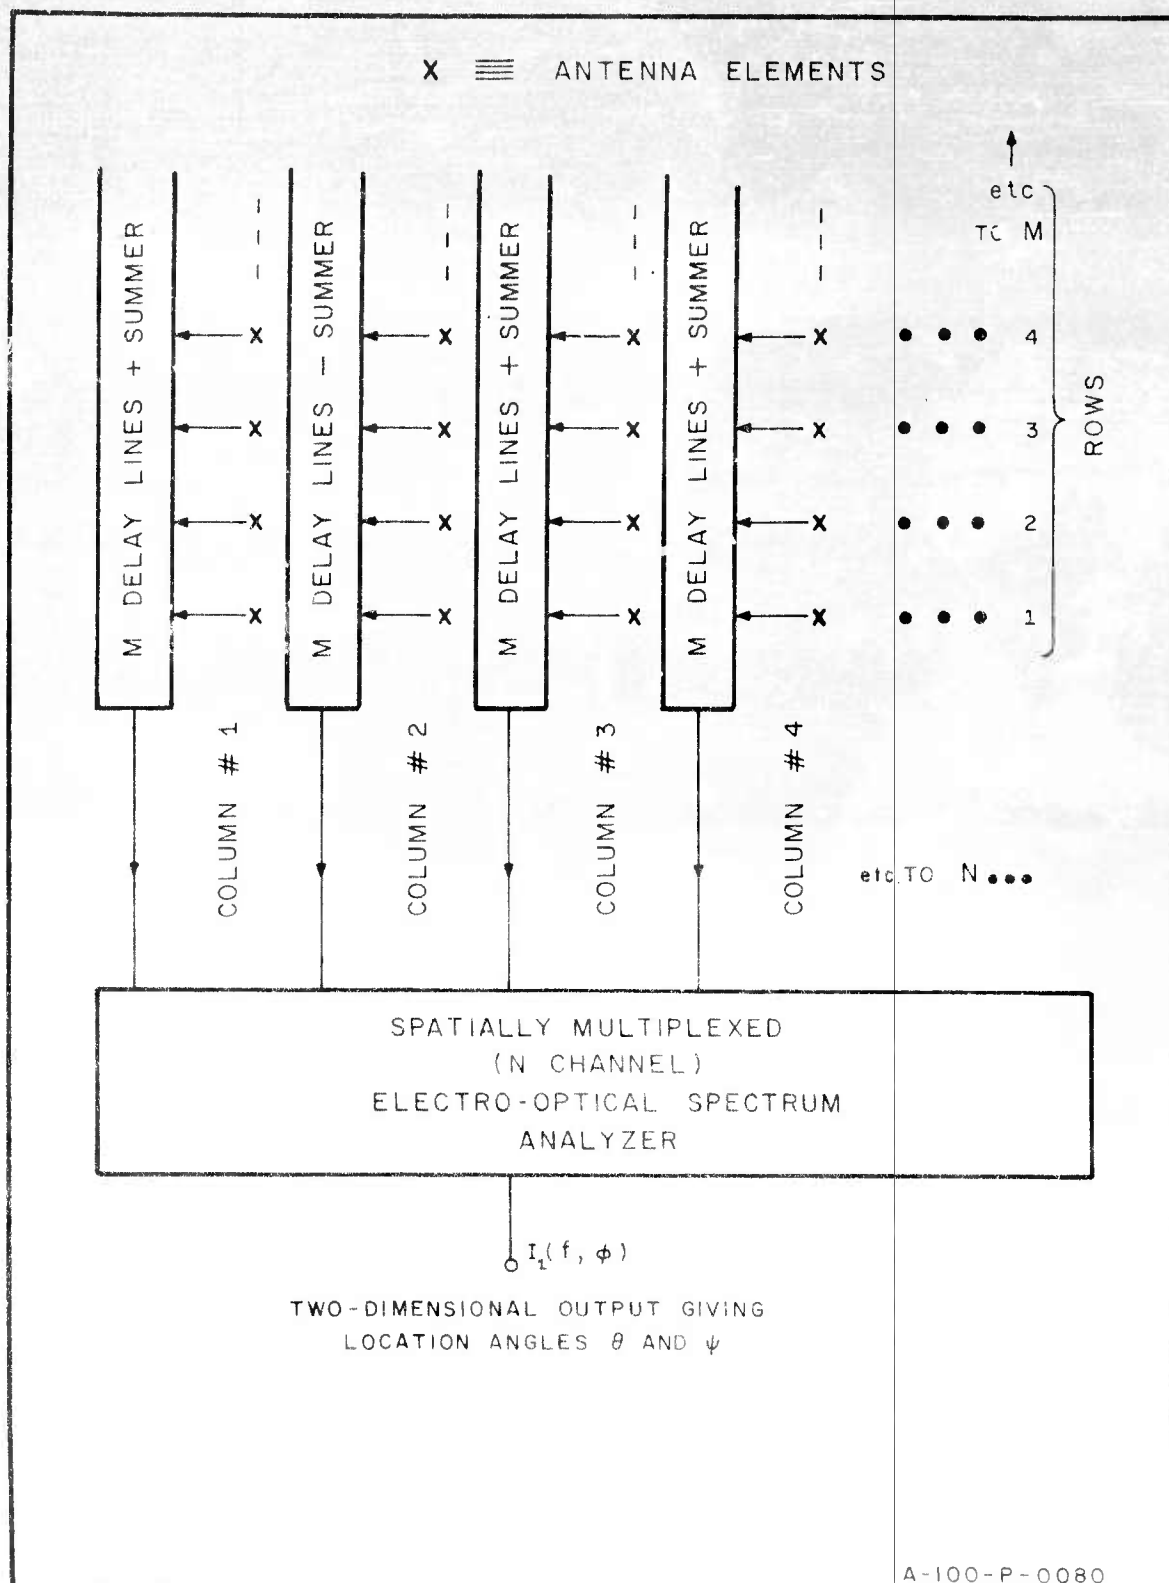 X ≡ ANTENNA ELEMENTS
etc
TO M
M DELAY LINES + SUMMER
M DELAY LINES — SUMMER
M DELAY LINES + SUMMER
M DELAY LINES + SUMMER
X X X X ● ● ● 4
X X X X ● ● ● 3
X X X X ● ● ● 2
X X X X ● ● ● 1
ROWS
COLUMN #1
COLUMN #2
COLUMN #3
COLUMN #4
etc. TO N ●●●
SPATIALLY MULTIPLEXED
(N CHANNEL)
ELECTRO-OPTICAL SPECTRUM
ANALYZER
I₁(f, ϕ)
TWO-DIMENSIONAL OUTPUT GIVING
LOCATION ANGLES θ AND ψ
A-100-P-0080